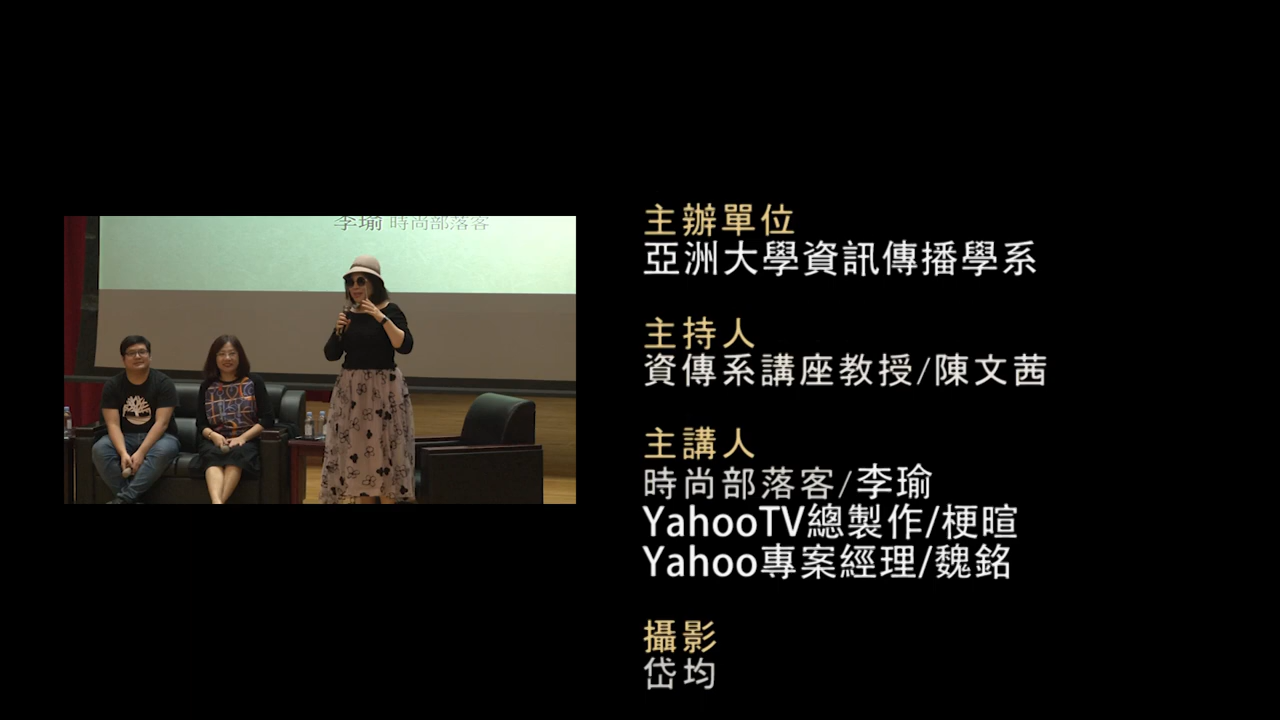 李瑜 時尚部落客
主辦單位
亞洲大學資訊傳播學系
主持人
資傳系講座教授/陳文茜
主講人
時尚部落客/李瑜
YahooTV總製作/梗暄
Yahoo專案經理/魏銘
攝影
岱均